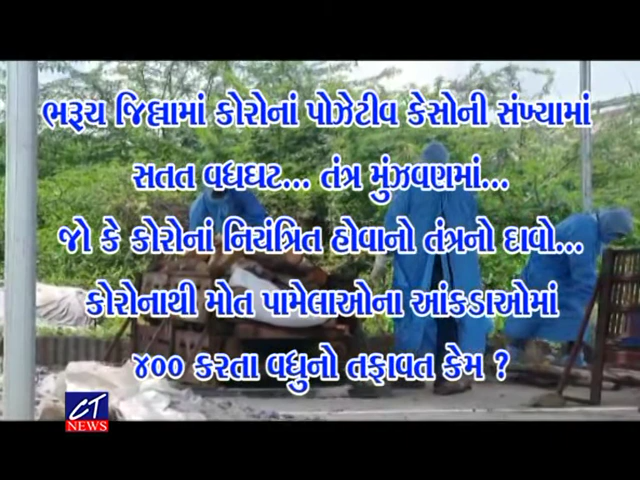 ભરૂચ જિલ્લામાં કોરોનાં પોઝેટીવ કેસોની સંખ્યામાં
સતત વધઘટ... તંત્ર મુંઝવણમાં...
જો કે કોરોનાં નિયંત્રિત હોવાનો તંત્રનો દાવો...
કોરોનાથી મોત પામેલાઓના આંકડાઓમાં
૪૦૦ કરતા વધુનો તફાવત કેમ ?
CT
NEWS